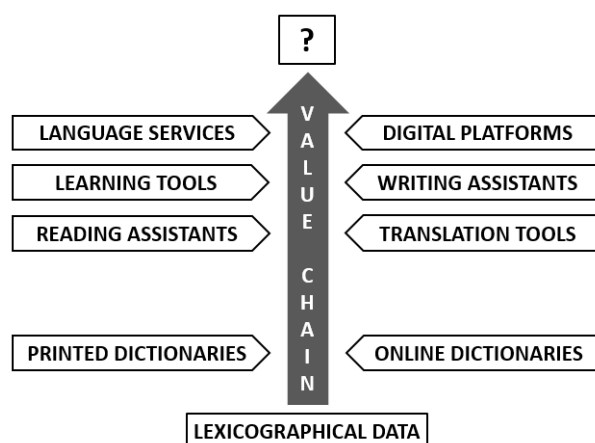 ?
VALUE CHAIN
LANGUAGE SERVICES
DIGITAL PLATFORMS
LEARNING TOOLS
WRITING ASSISTANTS
READING ASSISTANTS
TRANSLATION TOOLS
PRINTED DICTIONARIES
ONLINE DICTIONARIES
LEXICOGRAPHICAL DATA